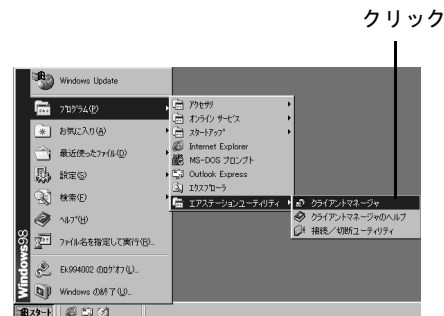 クリック
Windows Update
プログラム(P)
お気に入り(A)
最近使ったファイル(D)
設定(S)
検索(F)
ヘルプ(H)
ファイル名を指定して実行(R)...
Ek994002 のログオフ(L)...
Windows の終了(U)...
Windows98
スタート
アクセサリ
オンライン サービス
スタートアップ
Internet Explorer
MS-DOS プロンプト
Outlook Express
エクスプローラ
エアステーションユーティリティ
クライアントマネージャ
クライアントマネージャのヘルプ
接続／切断ユーティリティ